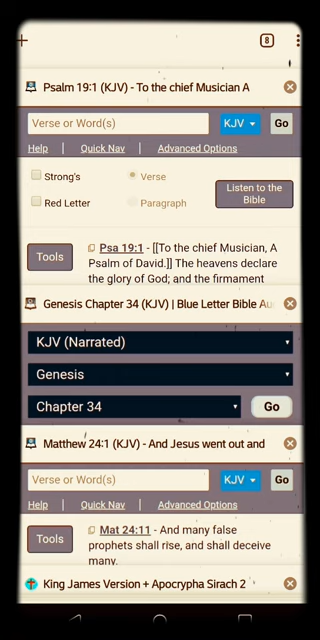 8
Psalm 19:1 (KJV) - To the chief Musician A
Verse or Word(s) KJV Go
Help | Quick Nav | Advanced Options
Strong's Verse
Red Letter Paragraph
Listen to the
Bible
Tools
Psa 19:1 - [[To the chief Musician, A
Psalm of David.]] The heavens declare
the glory of God; and the firmament
Genesis Chapter 34 (KJV) | Blue Letter Bible Au
KJV (Narrated)
Genesis
Chapter 34 Go
Matthew 24:1 (KJV) - And Jesus went out and
Verse or Word(s) KJV Go
Help | Quick Nav | Advanced Options
Tools
Mat 24:11 - And many false
prophets shall rise, and shall deceive
many.
King James Version + Apocrypha Sirach 2